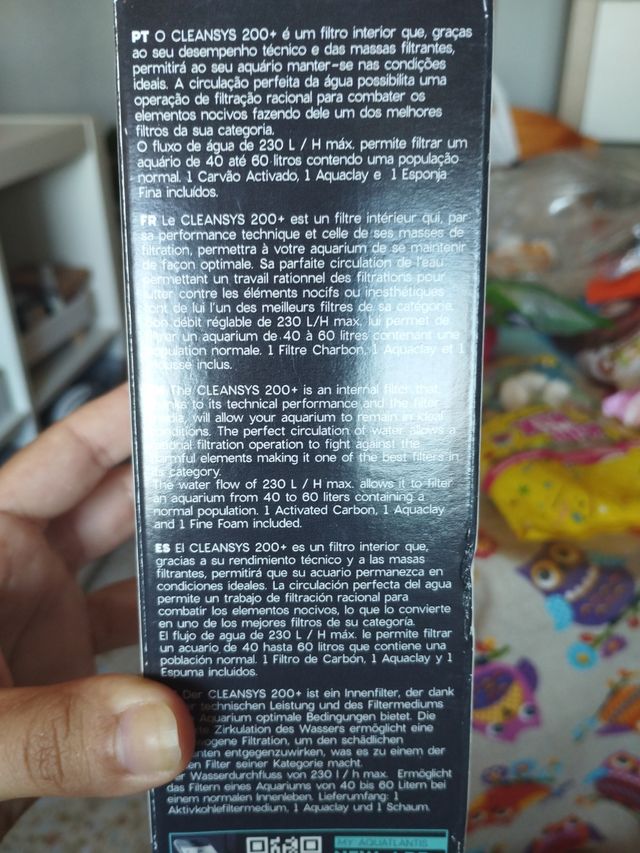 PT O CLEANSYS 200+ é um filtro interior que, graças
ao seu desempenho técnico e das massas filtrantes,
permitirá ao seu aquário manter-se nas condições
ideais. A circulação perfeita da água possibilita uma
operação de filtração racional para combater os
elementos nocivos fazendo dele um dos melhores
filtros da sua categoria.
O fluxo de água de 230 L / H máx. permite filtrar um
aquário de 40 até 60 litros contendo uma população
normal. 1 Carvão Activado, 1 Aquaclay e 1 Esponja
Fina incluídos.
FR Le CLEANSYS 200+ est un filtre intérieur qui, par
sa performance technique et celle de ses masses de
filtration, permettra à votre aquarium de se maintenir
de façon optimale. Sa parfaite circulation de l'eau
permettant un travail rationnel des filtrations pour
lutter contre les éléments nocifs ou inesthétiques
font de lui l'un des meilleurs filtres de sa catégorie.
Son débit réglable de 230 L/H max. lui permet de
filtrer un aquarium de 40 à 60 litres contenant une
population normale. 1 Filtre Charbon, 1 Aquaclay et 1
mousse inclus.
The CLEANSYS 200+ is an internal filter that
to its technical performance and the filter
will allow your aquarium to remain in ideal
conditions. The perfect circulation of water allows a
rational filtration operation to fight against the
harmful elements making it one of the best filters in
its category.
The water flow of 230 L / H max. allows it to filter
an aquarium from 40 to 60 liters containing a
normal population. 1 Activated Carbon, 1 Aquaclay
and 1 Fine Foam included.
ES El CLEANSYS 200+ es un filtro interior que,
gracias a su rendimiento técnico y a las masas
filtrantes, permitirá que su acuario permanezca en
condiciones ideales. La circulación perfecta del agua
permite un trabajo de filtración racional para
combatir los elementos nocivos, lo que lo convierte
en uno de los mejores filtros de su categoría.
El flujo de agua de 230 L / H máx. le permite filtrar
un acuario de 40 hasta 60 litros que contiene una
población normal. 1 Filtro de Carbón, 1 Aquaclay y 1
Espuma incluidos.
Der CLEANSYS 200+ ist ein Innenfilter, der dank
technischen Leistung und des Filtermediums
Aquarium optimale Bedingungen bietet. Die
Zirkulation des Wassers ermöglicht eine
Filtration, um den schädlichen
entgegenzuwirken, was es zu einem der
Filter seiner Kategorie macht.
Wasserdurchfluss von 230 l / h max. Ermöglicht
das Filtern eines Aquariums von 40 bis 60 Litern bei
einem normalen Innenleben. Lieferumfang: 1
Aktivkohlefiltermedium, 1 Aquaclay und 1 Schaum.
MY AQUATLANTIS